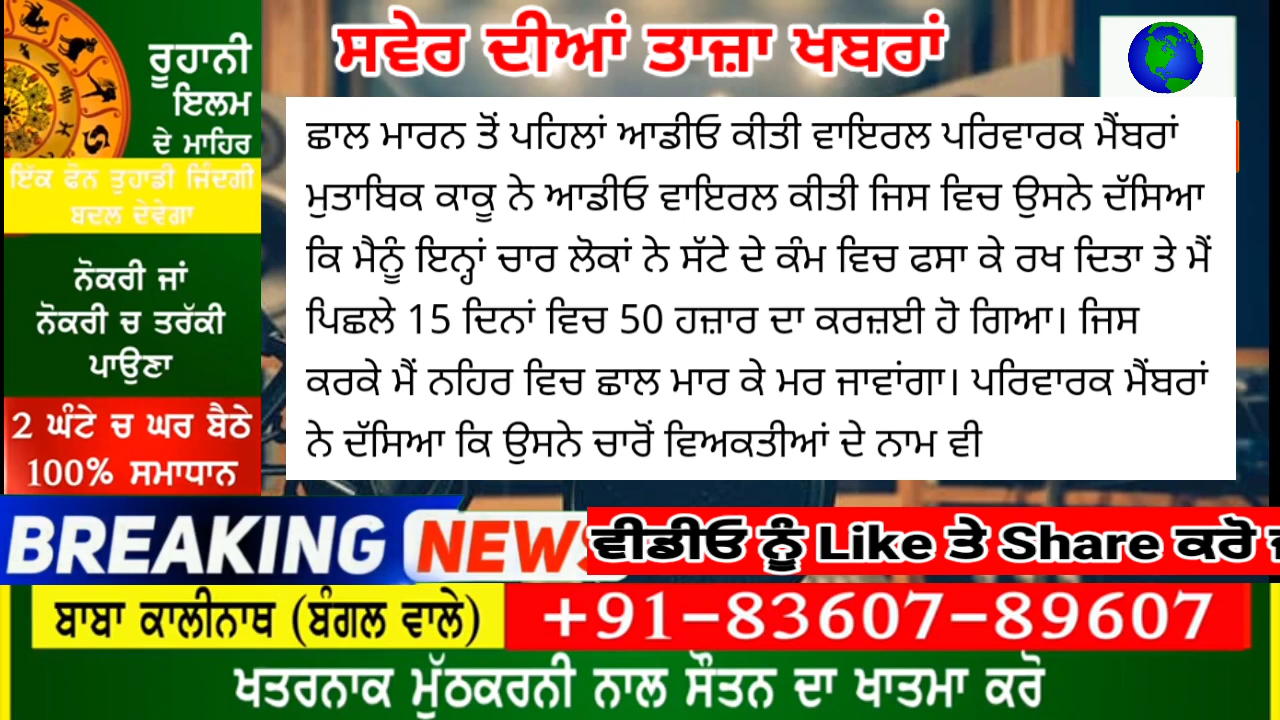 ਸਵੇਰ ਦੀਆਂ ਤਾਜ਼ਾ ਖਬਰਾਂ
ਰੂਹਾਨੀ
ਇਲਮ
ਦੇ ਮਾਹਿਰ
ਇੱਕ ਫੋਨ ਤੁਹਾਡੀ ਜਿੰਦਗੀ
ਬਦਲ ਦੇਵੇਗਾ
ਨੋਕਰੀ ਜਾਂ
ਨੋਕਰੀ ਚ ਤਰੱਕੀ
ਪਾਉਣਾ
2 ਘੰਟੇ ਚ ਘਰ ਬੈਠੇ
100% ਸਮਾਧਾਨ
ਛਾਲ ਮਾਰਨ ਤੋਂ ਪਹਿਲਾਂ ਆਡੀਓ ਕੀਤੀ ਵਾਇਰਲ ਪਰਿਵਾਰਕ ਮੈਂਬਰਾਂ
ਮੁਤਾਬਿਕ ਕਾਕੂ ਨੇ ਆਡੀਓ ਵਾਇਰਲ ਕੀਤੀ ਜਿਸ ਵਿਚ ਉਸਨੇ ਦੱਸਿਆ
ਕਿ ਮੈਨੂੰ ਇਨ੍ਹਾਂ ਚਾਰ ਲੋਕਾਂ ਨੇ ਸੱਟੇ ਦੇ ਕੰਮ ਵਿਚ ਫਸਾ ਕੇ ਰਖ ਦਿਤਾ ਤੇ ਮੈਂ
ਪਿਛਲੇ 15 ਦਿਨਾਂ ਵਿਚ 50 ਹਜ਼ਾਰ ਦਾ ਕਰਜ਼ਈ ਹੋ ਗਿਆ। ਜਿਸ
ਕਰਕੇ ਮੈਂ ਨਹਿਰ ਵਿਚ ਛਾਲ ਮਾਰ ਕੇ ਮਰ ਜਾਵਾਂਗਾ। ਪਰਿਵਾਰਕ ਮੈਂਬਰਾਂ
ਨੇ ਦੱਸਿਆ ਕਿ ਉਸਨੇ ਚਾਰੋਂ ਵਿਅਕਤੀਆਂ ਦੇ ਨਾਮ ਵੀ
BREAKING NEWS
ਵੀਡੀਓ ਨੂੰ Like ਤੇ Share ਕਰੋ
ਬਾਬਾ ਕਾਲੀਨਾਥ (ਬੰਗਲ ਵਾਲੇ)
+91-83607-89607
ਖਤਰਨਾਕ ਮੁੱਠਕਰਨੀ ਨਾਲ ਸੌਤਨ ਦਾ ਖਾਤਮਾ ਕਰੋ